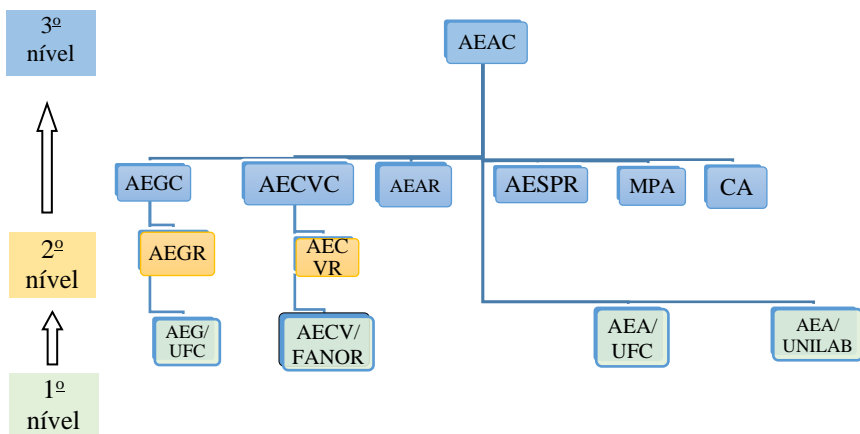 3º
nível
AEAC
AEGC
AECVC
AEAR
AESPR
MPA
CA
2º
nível
AEGR
AEC
VR
AEG/
UFC
AECV/
FANOR
AEA/
UFC
AEA/
UNILAB
1º
nível